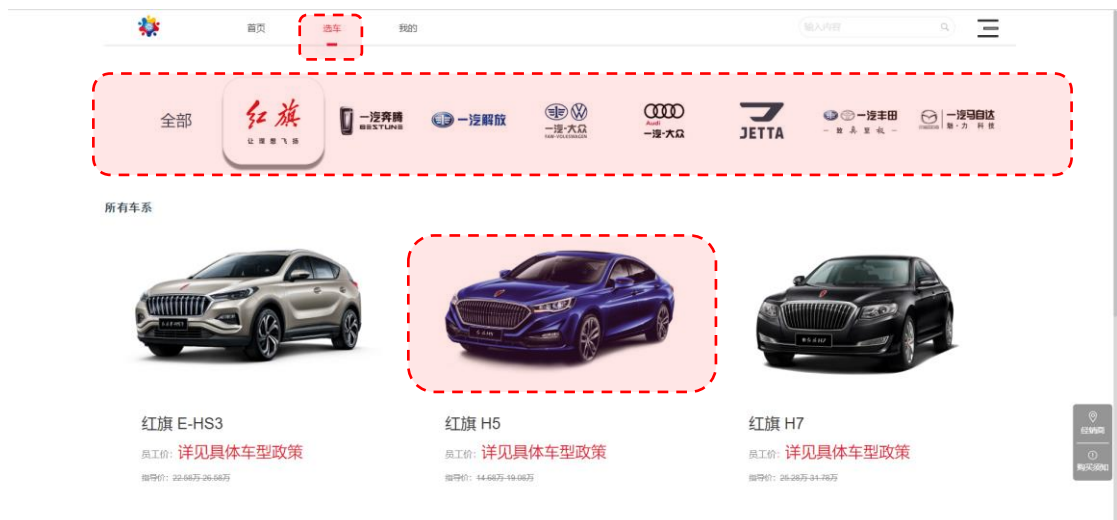 首页 选车 我的 输入内容
全部
红旗
让理想飞扬
一汽奔腾
BESTUNE
一汽解放
一汽-大众
FAW-VOLKSWAGEN
Audi
一汽-大众
JETTA
一汽丰田
一汽马自达
mazda
魅·力 科技
所有车系
红旗 E-HS3
员工价: 详见具体车型政策
指导价: 22.58万-26.58万
红旗 H5
员工价: 详见具体车型政策
指导价: 14.68万-19.08万
红旗 H7
员工价: 详见具体车型政策
指导价: 25.28万-31.78万
经销商
购买须知